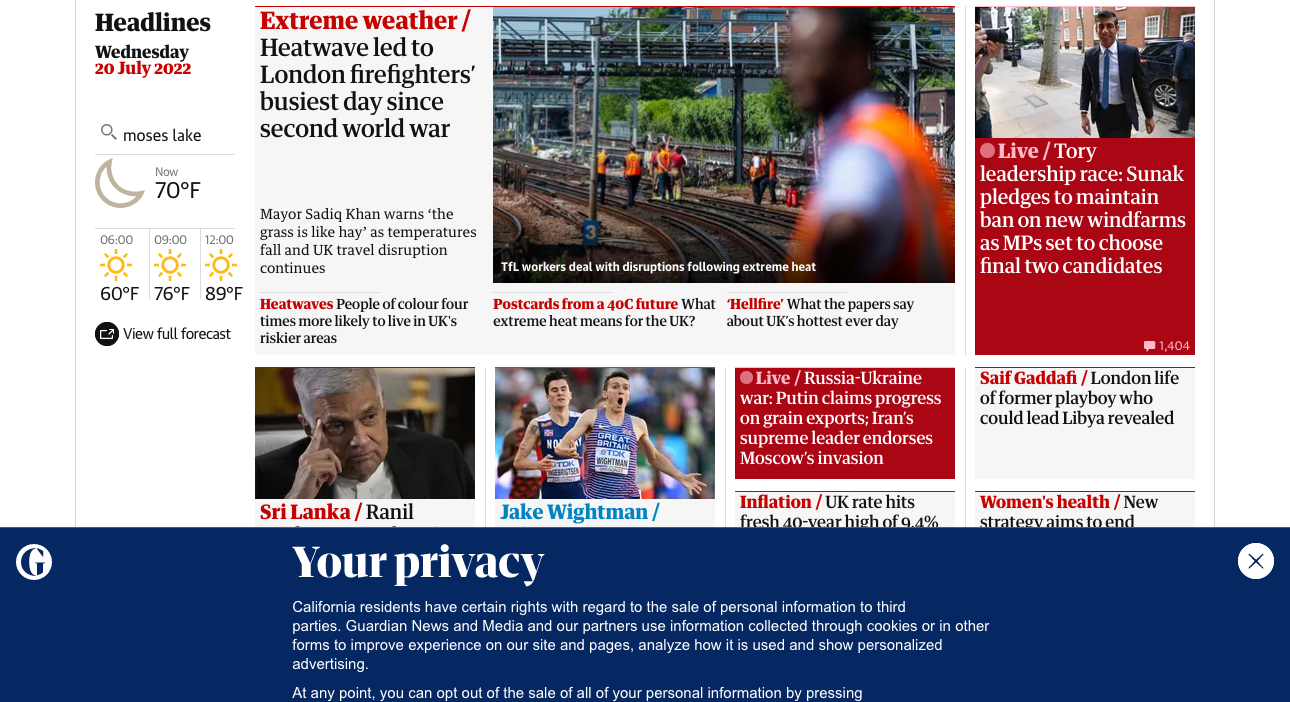 Headlines
Wednesday
20 July 2022
moses lake
Now
70°F
06:00
09:00
12:00
60°F
76°F
89°F
View full forecast
Extreme weather /
Heatwave led to
London firefighters'
busiest day since
second world war
Mayor Sadiq Khan warns ‘the
grass is like hay’ as temperatures
fall and UK travel disruption
continues
3
TfL workers deal with disruptions following extreme heat
Heatwaves People of colour four
times more likely to live in UK's
riskier areas
Postcards from a 40C future What
extreme heat means for the UK?
‘Hellfire’ What the papers say
about UK’s hottest ever day
Live / Tory
leadership race: Sunak
pledges to maintain
ban on new windfarms
as MPs set to choose
final two candidates
1,404
GREAT
BRITAIN
TDK
WIGHTMAN
TDK
INGEBRIGTSEN
Sri Lanka / Ranil
Jake Wightman /
Live / Russia-Ukraine
war: Putin claims progress
on grain exports; Iran’s
supreme leader endorses
Moscow’s invasion
Inflation / UK rate hits
fresh 40-year high of 9.4%
Saif Gaddafi / London life
of former playboy who
could lead Libya revealed
Women's health / New
strategy aims to end
G
Your privacy
California residents have certain rights with regard to the sale of personal information to third
parties. Guardian News and Media and our partners use information collected through cookies or in other
forms to improve experience on our site and pages, analyze how it is used and show personalized
advertising.
At any point, you can opt out of the sale of all of your personal information by pressing